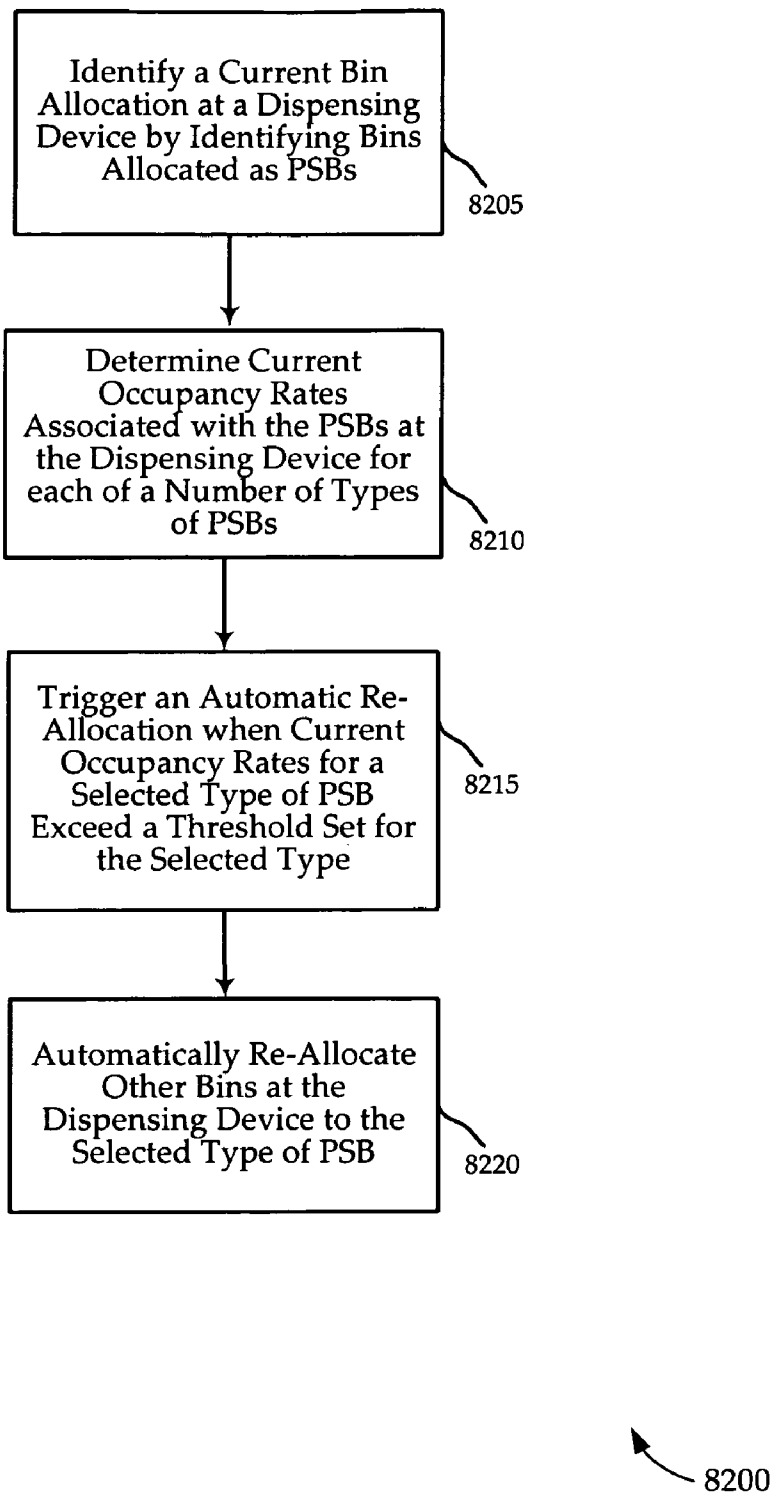 Identify a Current Bin
Allocation at a Dispensing
Device by Identifying Bins
Allocated as PSBs
8205
Determine Current
Occupancy Rates
Associated with the PSBs at
the Dispensing Device for
each of a Number of Types
of PSBs
8210
Trigger an Automatic Re-
Allocation when Current
Occupancy Rates for a
Selected Type of PSB
Exceed a Threshold Set for
the Selected Type
8215
Automatically Re-Allocate
Other Bins at the
Dispensing Device to the
Selected Type of PSB
8220
8200